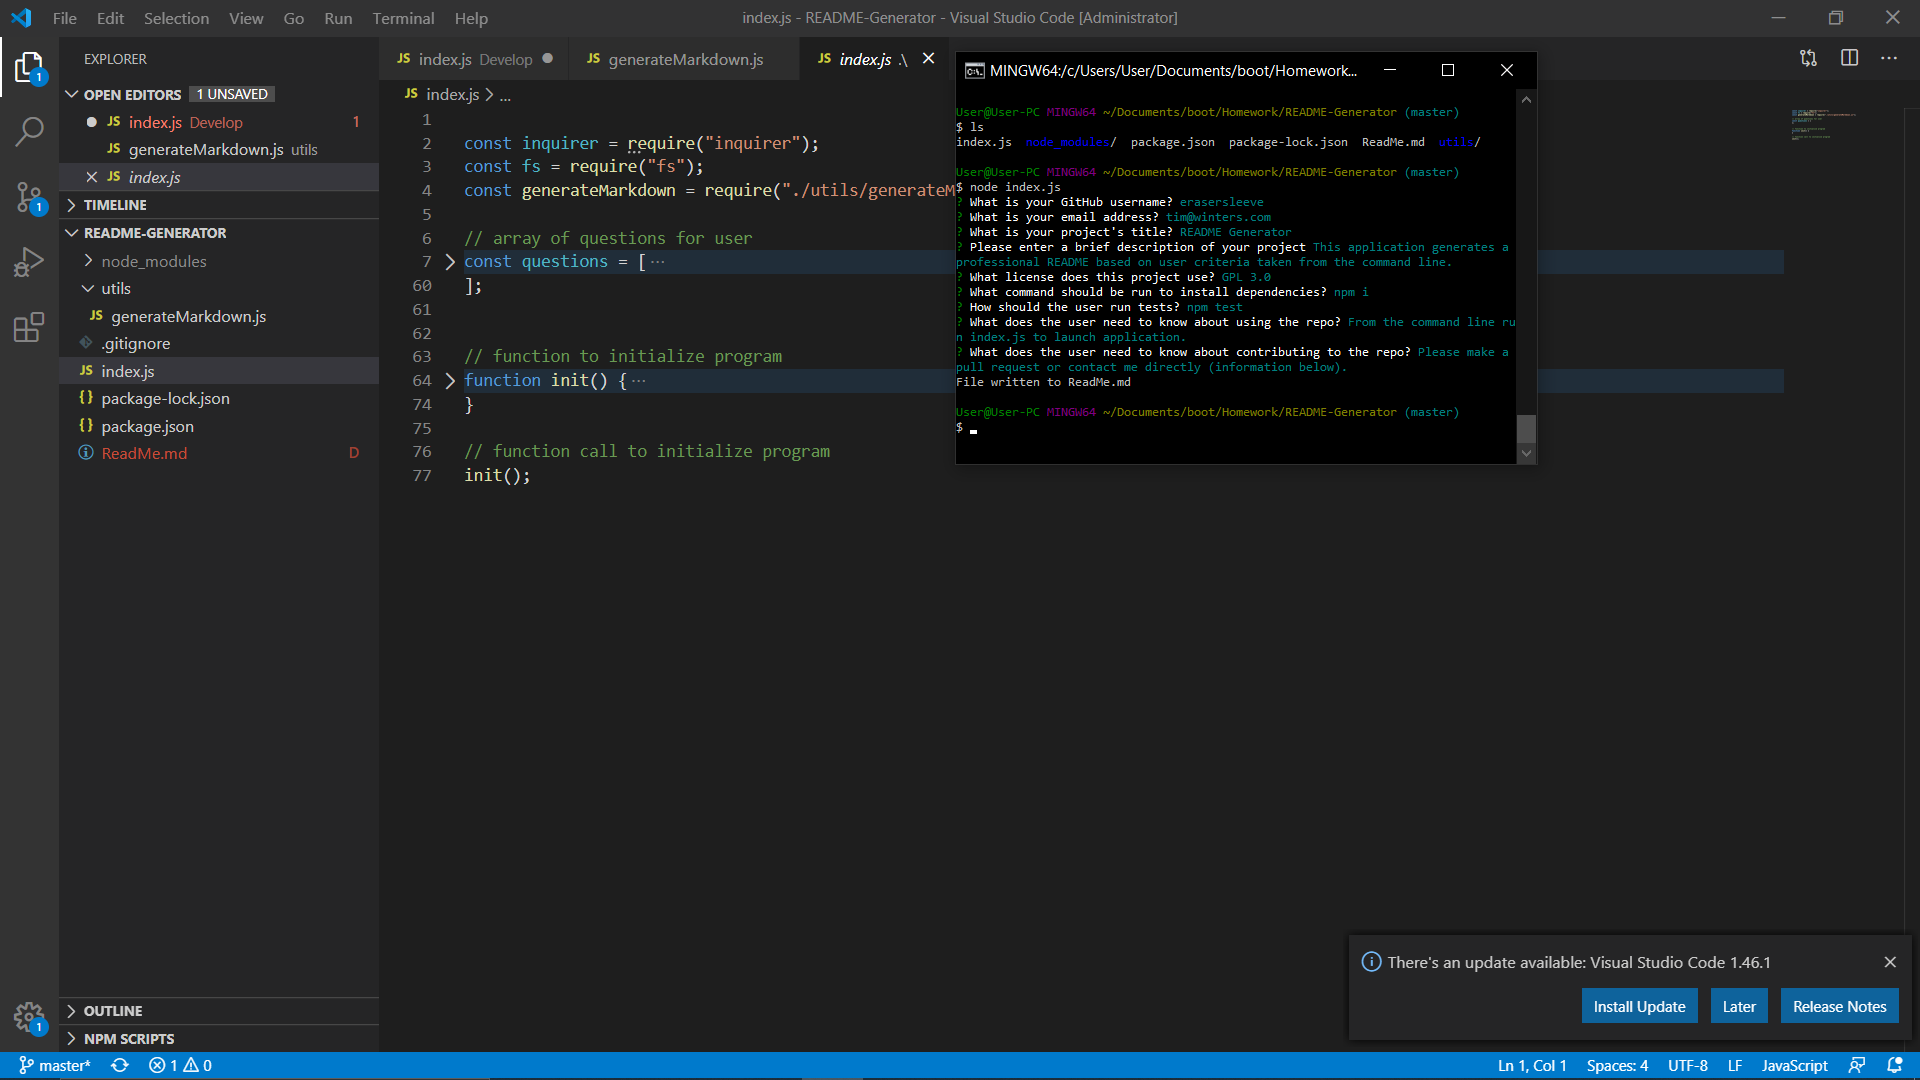 File Edit Selection View Go Run Terminal Help
index.js - README-Generator - Visual Studio Code [Administrator]
EXPLORER
OPEN EDITORS 1 UNSAVED
JS index.js Develop 1
JS generateMarkdown.js utils
JS index.js
TIMELINE
README-GENERATOR
node_modules
utils
JS generateMarkdown.js
.gitignore
JS index.js
{} package-lock.json
{} package.json
ReadMe.md D
OUTLINE
NPM SCRIPTS
1
1
1
JS index.js Develop
JS generateMarkdown.js
JS index.js .\
JS index.js > ...
1
2 const inquirer = require("inquirer");
3 const fs = require("fs");
4 const generateMarkdown = require("./utils/generateM
5
6 // array of questions for user
7 const questions = [ ...
60 ];
61
62
63 // function to initialize program
64 function init() { ...
74 }
75
76 // function call to initialize program
77 init();
MINGW64:/c/Users/User/Documents/boot/Homework...
User@User-PC MINGW64 ~/Documents/boot/Homework/README-Generator (master)
$ ls
index.js node_modules/ package.json package-lock.json ReadMe.md utils/
User@User-PC MINGW64 ~/Documents/boot/Homework/README-Generator (master)
$ node index.js
? What is your GitHub username? erasersleeve
? What is your email address? tim@winters.com
? What is your project's title? README Generator
? Please enter a brief description of your project This application generates a
professional README based on user criteria taken from the command line.
? What license does this project use? GPL 3.0
? What command should be run to install dependencies? npm i
? How should the user run tests? npm test
? What does the user need to know about using the repo? From the command line ru
n index.js to launch application.
? What does the user need to know about contributing to the repo? Please make a
pull request or contact me directly (information below).
File written to ReadMe.md
User@User-PC MINGW64 ~/Documents/boot/Homework/README-Generator (master)
$
There's an update available: Visual Studio Code 1.46.1
Install Update Later Release Notes
master* 1 0
Ln 1, Col 1 Spaces: 4 UTF-8 LF JavaScript